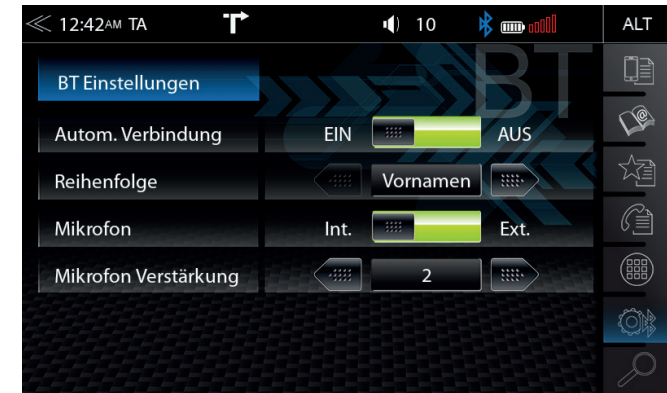 12:42AM TA 10 ALT
BT
BT Einstellungen
Autom. Verbindung EIN AUS
Reihenfolge Vornamen
Mikrofon Int. Ext.
Mikrofon Verstärkung 2